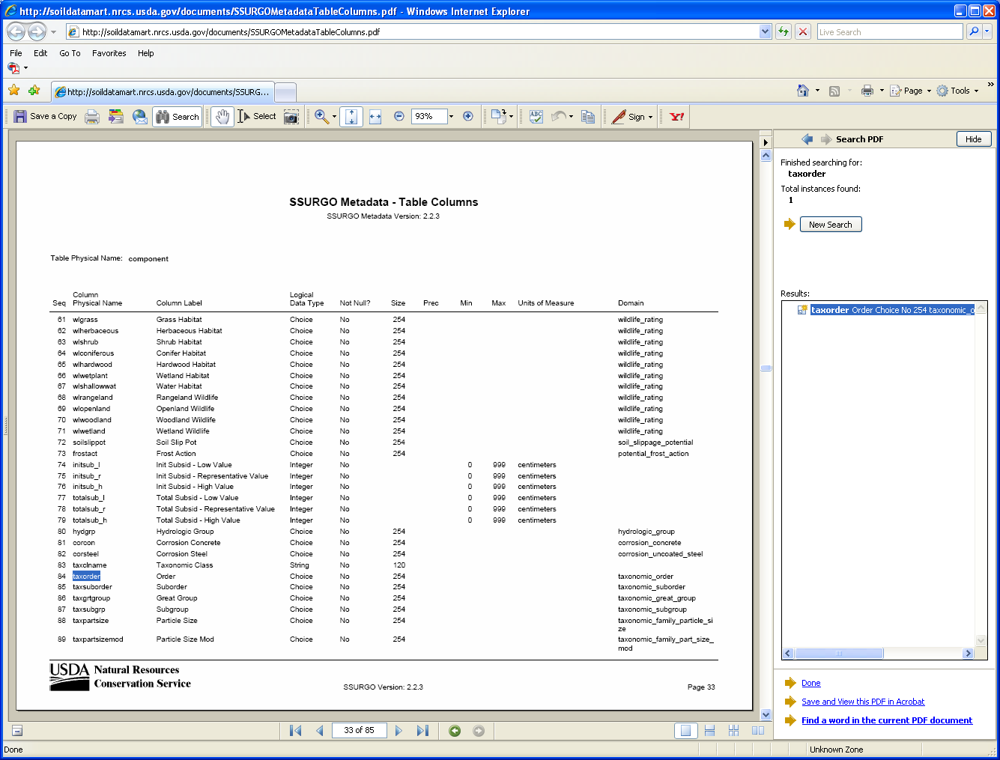 http://soildatamart.nrcs.usda.gov/documents/SSURGOMetadataTableColumns.pdf - Windows Internet Explorer
http://soildatamart.nrcs.usda.gov/documents/SSURGOMetadataTableColumns.pdf
Live Search
File Edit Go To Favorites Help
http://soildatamart.nrcs.usda.gov/documents/SSURG...
Page Tools »
Save a Copy Search Select 93% Sign Y!
Search PDF Hide
Finished searching for:
taxorder
Total instances found:
1
New Search
Results:
taxorder Order Choice No 254 taxonomic_o
Done
Save and View this PDF in Acrobat
Find a word in the current PDF document
SSURGO Metadata - Table Columns
SSURGO Metadata Version: 2.2.3
Table Physical Name: component
Column Logical
Seq Physical Name Column Label Data Type Not Null? Size Prec Min Max Units of Measure Domain
61 wlgrass Grass Habitat Choice No 254 wildlife_rating
62 wlherbaceous Herbaceous Habitat Choice No 254 wildlife_rating
63 wlshrub Shrub Habitat Choice No 254 wildlife_rating
64 wlconiferous Conifer Habitat Choice No 254 wildlife_rating
65 wlhardwood Hardwood Habitat Choice No 254 wildlife_rating
66 wlwetplant Wetland Habitat Choice No 254 wildlife_rating
67 wlshallowwat Water Habitat Choice No 254 wildlife_rating
68 wlrangeland Rangeland Wildlife Choice No 254 wildlife_rating
69 wlopenland Openland Wildlife Choice No 254 wildlife_rating
70 wlwoodland Woodland Wildlife Choice No 254 wildlife_rating
71 wlwetland Wetland Wildlife Choice No 254 wildlife_rating
72 soilslippot Soil Slip Pot Choice No 254 soil_slippage_potential
73 frostact Frost Action Choice No 254 potential_frost_action
74 initsub_l Init Subsid - Low Value Integer No 0 999 centimeters
75 initsub_r Init Subsid - Representative Value Integer No 0 999 centimeters
76 initsub_h Init Subsid - High Value Integer No 0 999 centimeters
77 totalsub_l Total Subsid - Low Value Integer No 0 999 centimeters
78 totalsub_r Total Subsid - Representative Value Integer No 0 999 centimeters
79 totalsub_h Total Subsid - High Value Integer No 0 999 centimeters
80 hydgrp Hydrologic Group Choice No 254 hydrologic_group
81 corcon Corrosion Concrete Choice No 254 corrosion_concrete
82 corsteel Corrosion Steel Choice No 254 corrosion_uncoated_steel
83 taxclname Taxonomic Class String No 120
84 taxorder Order Choice No 254 taxonomic_order
85 taxsuborder Suborder Choice No 254 taxonomic_suborder
86 taxgrtgroup Great Group Choice No 254 taxonomic_great_group
87 taxsubgrp Subgroup Choice No 254 taxonomic_subgroup
88 taxpartsize Particle Size Choice No 254 taxonomic_family_particle_si
ze
89 taxpartsizemod Particle Size Mod Choice No 254 taxonomic_family_part_size_
mod
USDA Natural Resources
Conservation Service
SSURGO Version: 2.2.3
Page 33
33 of 85
Done Unknown Zone